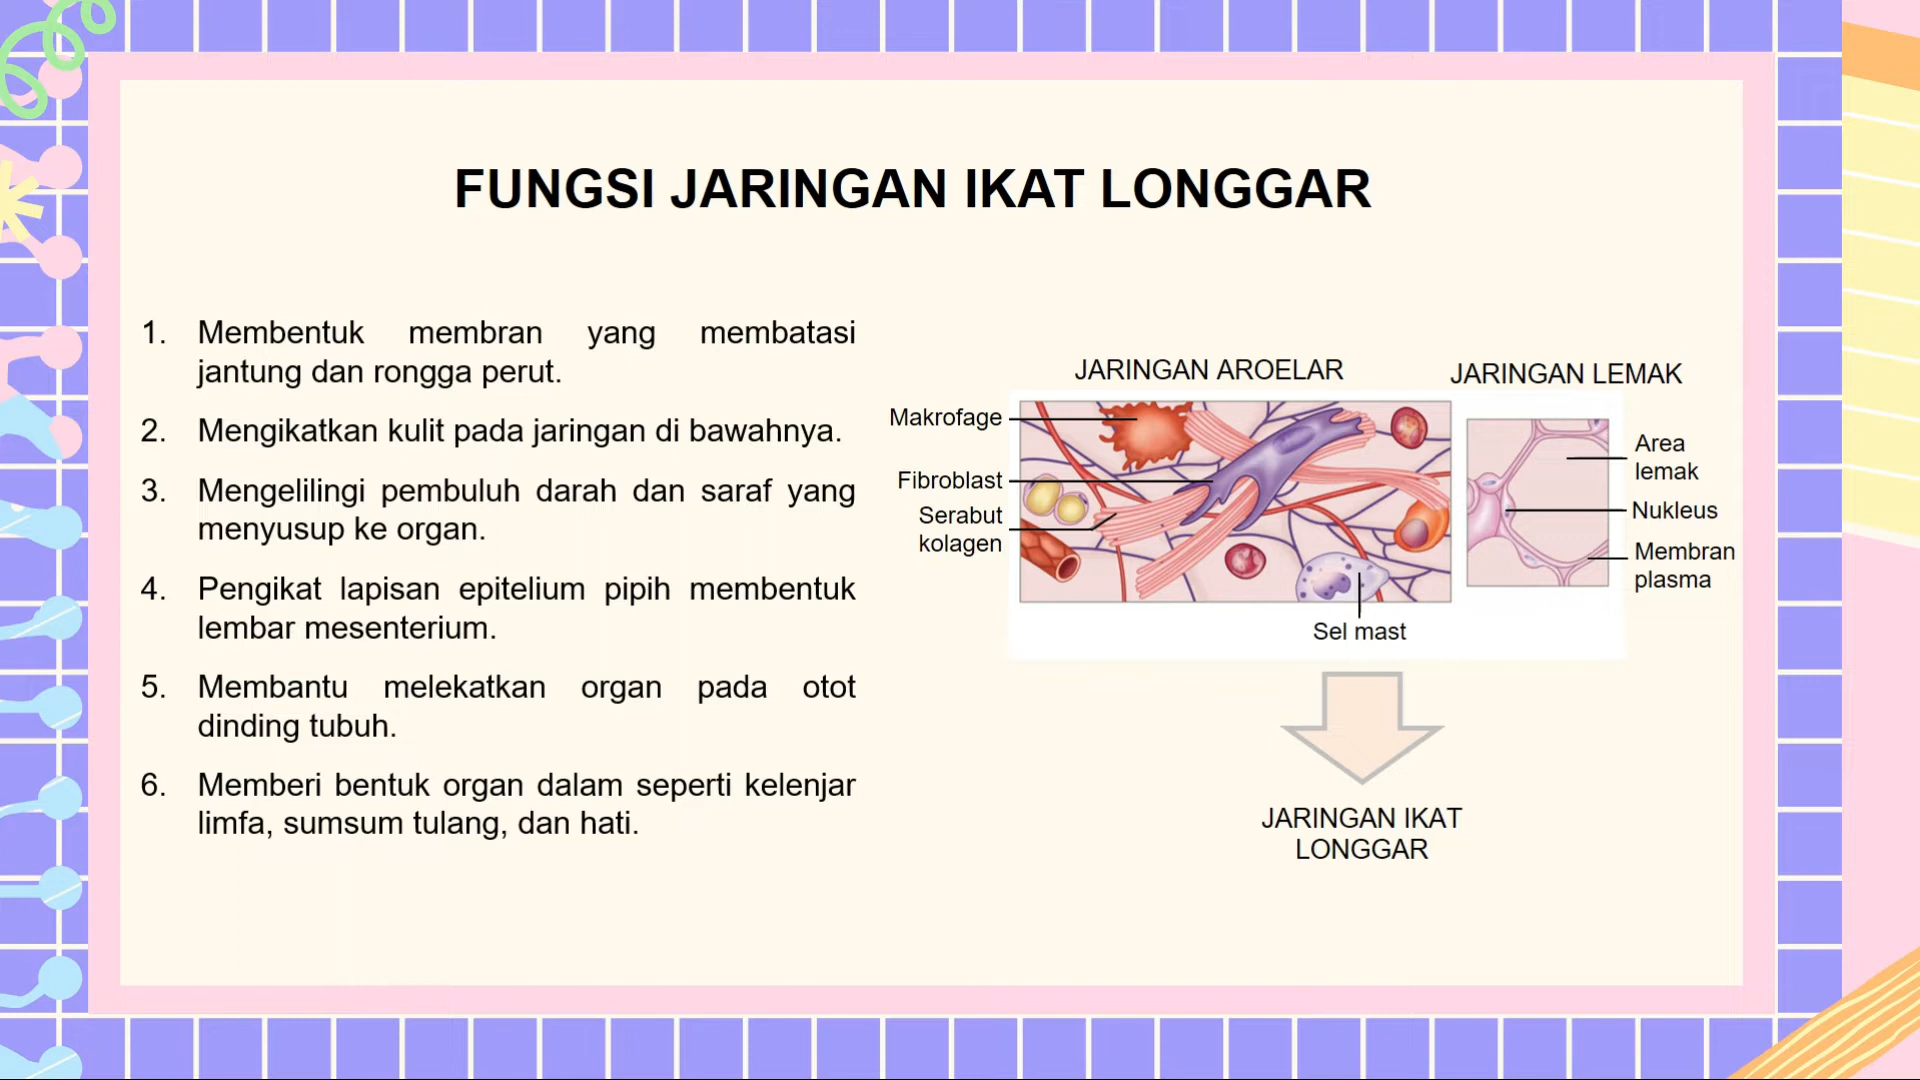 FUNGSI JARINGAN IKAT LONGGAR
1. Membentuk membran yang membatasi
jantung dan rongga perut.
2. Mengikatkan kulit pada jaringan di bawahnya.
3. Mengelilingi pembuluh darah dan saraf yang
menyusup ke organ.
4. Pengikat lapisan epitelium pipih membentuk
lembar mesenterium.
5. Membantu melekatkan organ pada otot
dinding tubuh.
6. Memberi bentuk organ dalam seperti kelenjar
limfa, sumsum tulang, dan hati.
JARINGAN AROELAR
Makrofage
Fibroblast
Serabut
kolagen
Sel mast
JARINGAN LEMAK
Area
lemak
Nukleus
Membran
plasma
JARINGAN IKAT
LONGGAR